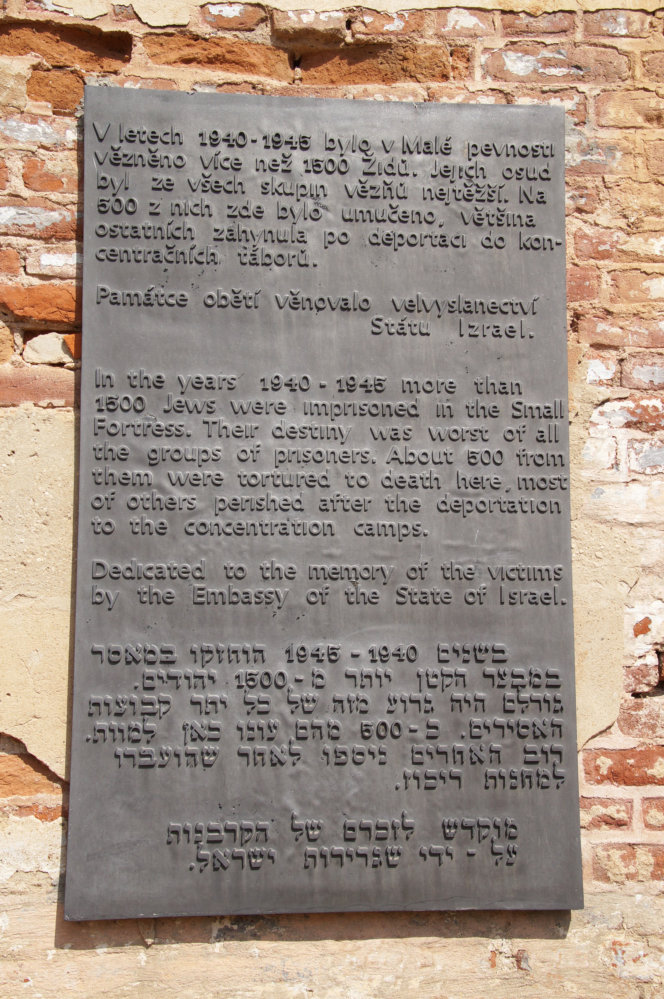 V letech 1940-1945 bylo v Malé pevnosti
vězněno více než 1500 Židů. Jejich osud
byl ze všech skupin vězňů nejtěžší. Na
500 z nich zde bylo umučeno, většina
ostatních záhynula po deportaci do kon-
centračních táborů.
Památce obětí věnovalo velvyslanectví
Státu Izrael.
In the years 1940-1945 more than
1500 Jews were imprisoned in the Small
Fortress. Their destiny was worst of all
the groups of prisoners. About 500 from
them were tortured to death here, most
of others perished after the deportation
to the concentration camps.
Dedicated to the memory of the victims
by the Embassy of the State of Israel.
בשנים 1940 - 1945 הוחזקו במאסר
במבצר הקטן יותר מ-1500 יהודים.
גורלם היה גרוע מזה של כל יתר קבוצות
האסירים. כ-500 מהם עונו כאן למוות.
רוב האחרים ניספו לאחר שהועברו
למחנות ריכוז.
מוקדש לזכרם של הקרבנות
על-ידי שגרירות ישראל.